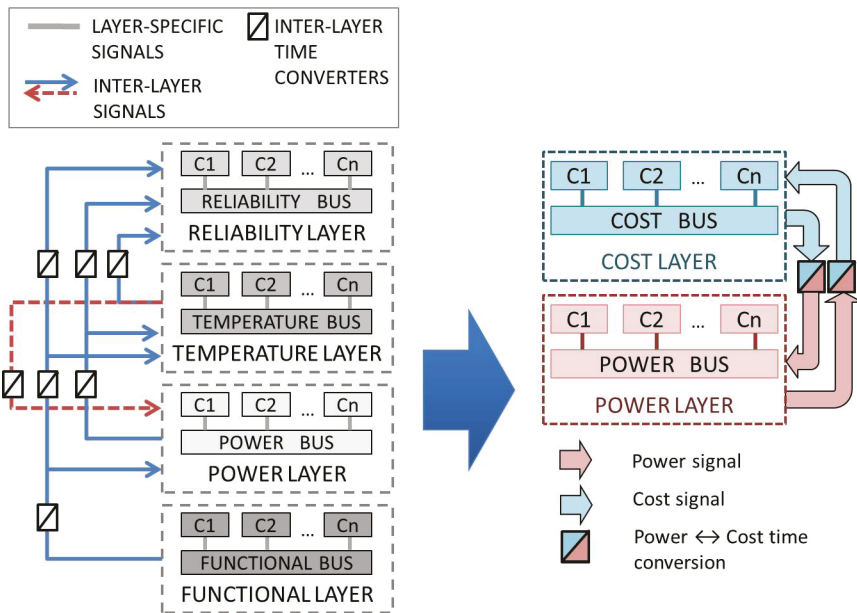 LAYER-SPECIFIC
SIGNALS
INTER-LAYER
SIGNALS
INTER-LAYER
TIME
CONVERTERS
C1 C2 ... Cn
RELIABILITY BUS
RELIABILITY LAYER
C1 C2 ... Cn
TEMPERATURE BUS
TEMPERATURE LAYER
C1 C2 ... Cn
POWER BUS
POWER LAYER
C1 C2 ... Cn
FUNCTIONAL BUS
FUNCTIONAL LAYER
C1 C2 ... Cn
COST BUS
COST LAYER
C1 C2 ... Cn
POWER BUS
POWER LAYER
Power signal
Cost signal
Power ↔ Cost time
conversion